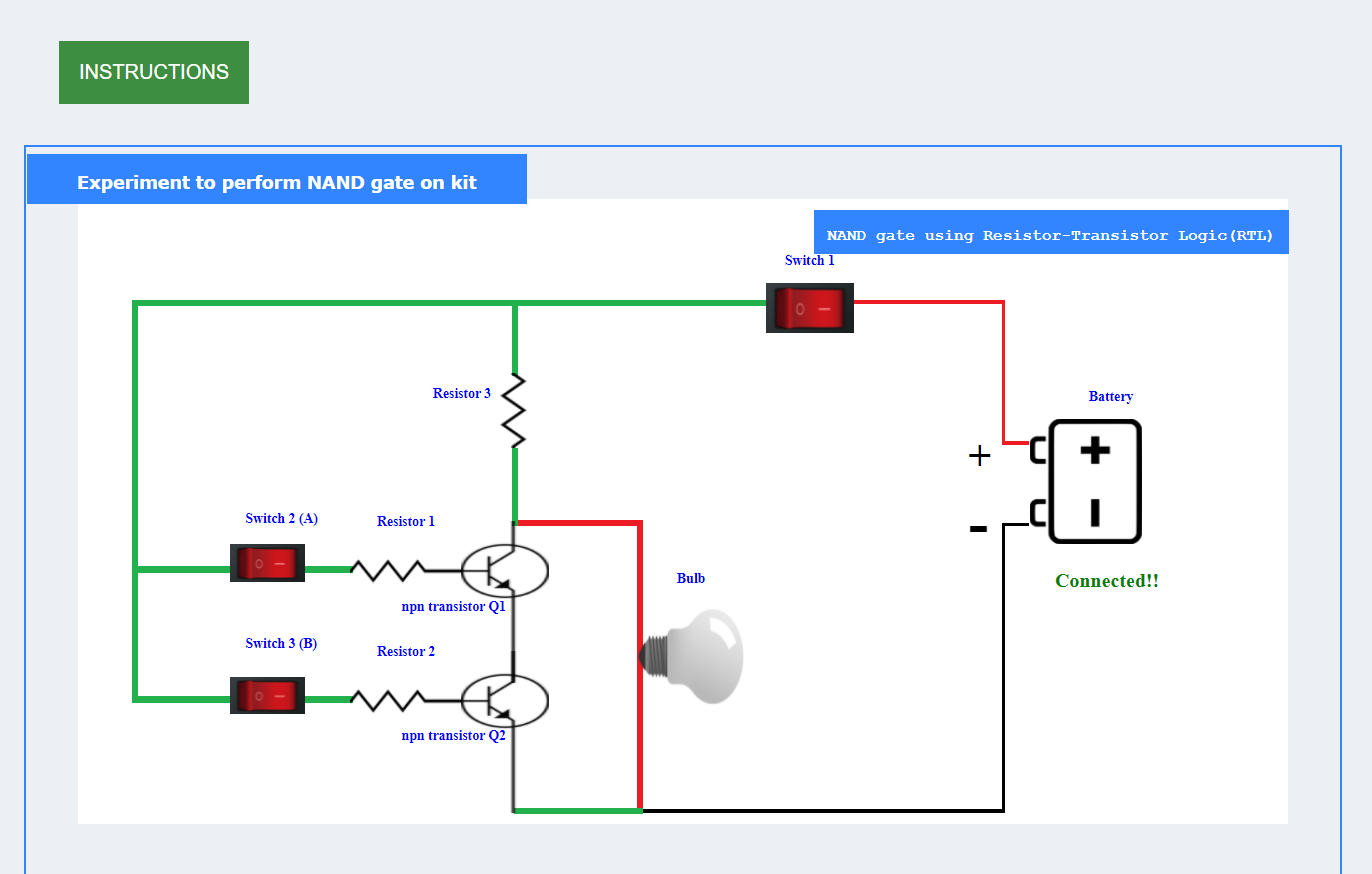 INSTRUCTIONS
Experiment to perform NAND gate on kit
NAND gate using Resistor-Transistor Logic(RTL)
Switch 1
Resistor 3
Battery
+
-
Switch 2 (A)
Resistor 1
npn transistor Q1
Bulb
Connected!!
Switch 3 (B)
Resistor 2
npn transistor Q2